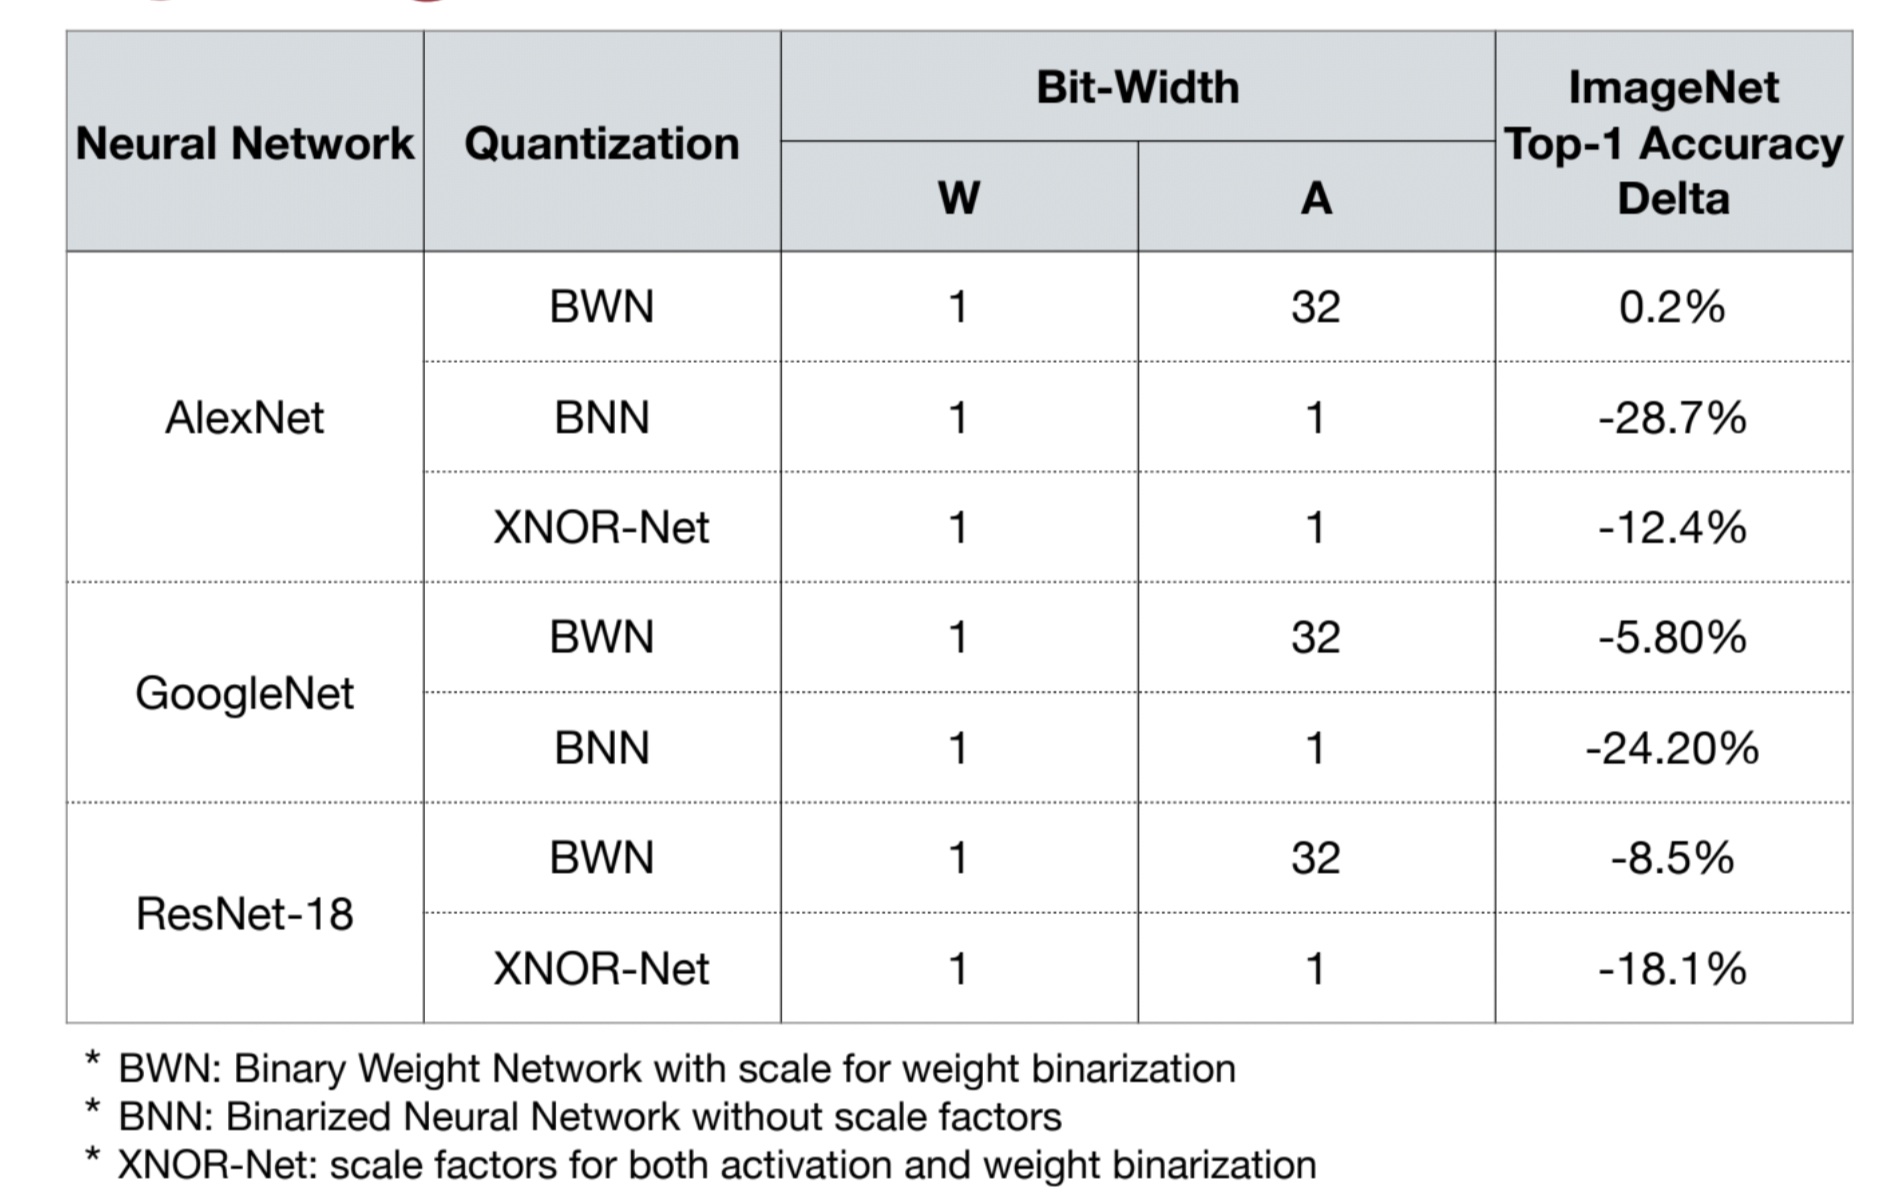 Neural Network Quantization Bit-Width ImageNet Top-1 Accuracy Delta
W A
AlexNet BWN 1 32 0.2%
BNN 1 1 -28.7%
XNOR-Net 1 1 -12.4%
GoogleNet BWN 1 32 -5.80%
BNN 1 1 -24.20%
ResNet-18 BWN 1 32 -8.5%
XNOR-Net 1 1 -18.1%
* BWN: Binary Weight Network with scale for weight binarization
* BNN: Binarized Neural Network without scale factors
* XNOR-Net: scale factors for both activation and weight binarization